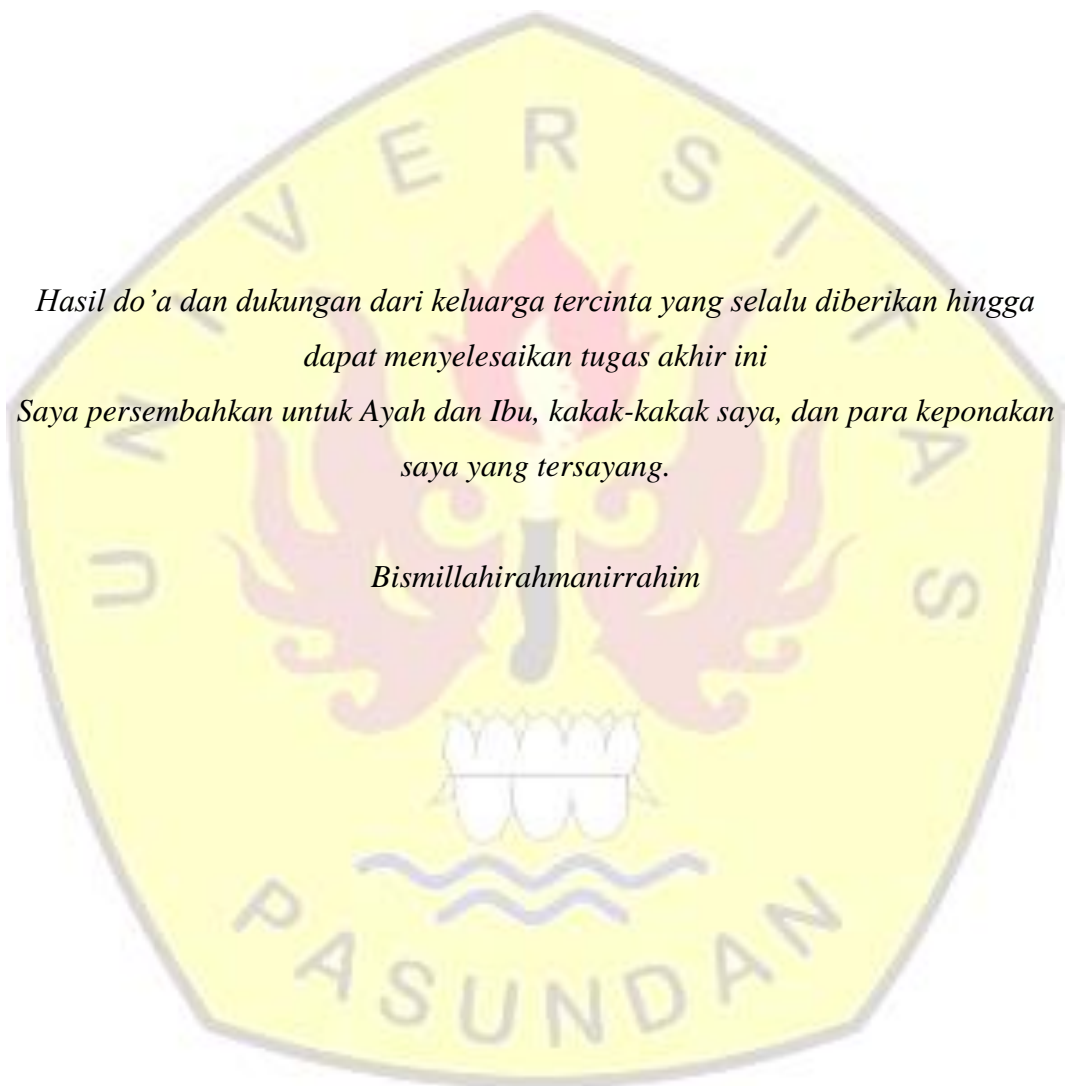 UNIVERSITAS
Hasil do’a dan dukungan dari keluarga tercinta yang selalu diberikan hingga
dapat menyelesaikan tugas akhir ini
Saya persembahkan untuk Ayah dan Ibu, kakak-kakak saya, dan para keponakan
saya yang tersayang.
Bismillahirahmanirrahim
PASUNDAN